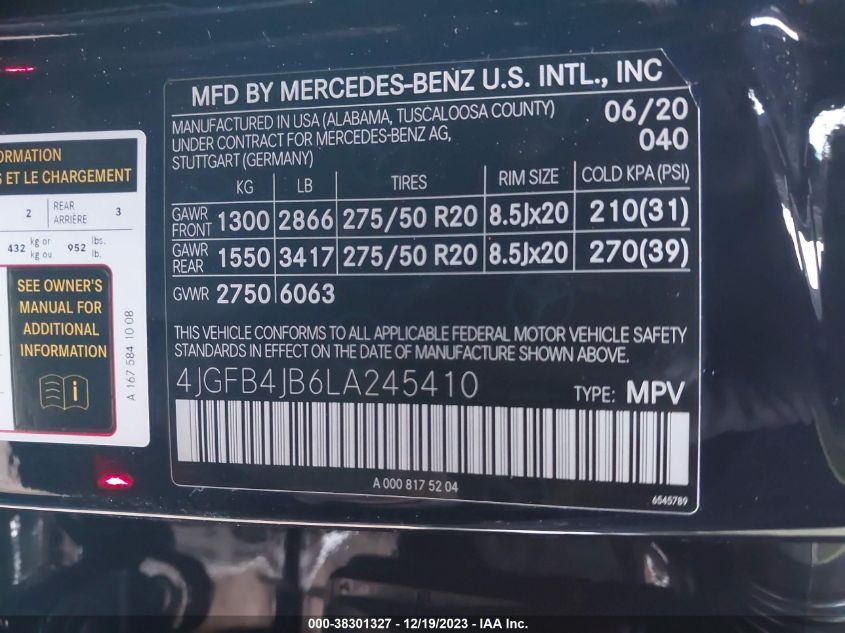 MFD BY MERCEDES-BENZ U.S. INTL., INC
MANUFACTURED IN USA (ALABAMA, TUSCALOOSA COUNTY) 06/20
UNDER CONTRACT FOR MERCEDES-BENZ AG, 040
STUTTGART (GERMANY)
KG LB TIRES RIM SIZE COLD KPA (PSI)
GAWR FRONT 1300 2866 275/50 R20 8.5Jx20 210(31)
GAWR REAR 1550 3417 275/50 R20 8.5Jx20 270(39)
GVWR 2750 6063
THIS VEHICLE CONFORMS TO ALL APPLICABLE FEDERAL MOTOR VEHICLE SAFETY
STANDARDS IN EFFECT ON THE DATE OF MANUFACTURE SHOWN ABOVE.
4JGFB4JB6LA245410 TYPE: MPV
A 000 817 52 04
6545789
ORMATION
S ET LE CHARGEMENT
2 REAR ARRIÈRE 3
432 kg or kg ou 952 lbs. lb.
SEE OWNER'S
MANUAL FOR
ADDITIONAL
INFORMATION
A 167 584 10 08
000-38301327 - 12/19/2023 - IAA Inc.